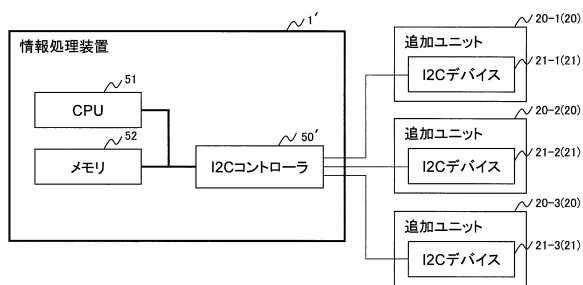 1′
情報処理装置
51
CPU
52
メモリ
50′
I2Cコントローラ
20-1(20)
追加ユニット
21-1(21)
I2Cデバイス
20-2(20)
追加ユニット
21-2(21)
I2Cデバイス
20-3(20)
追加ユニット
21-3(21)
I2Cデバイス